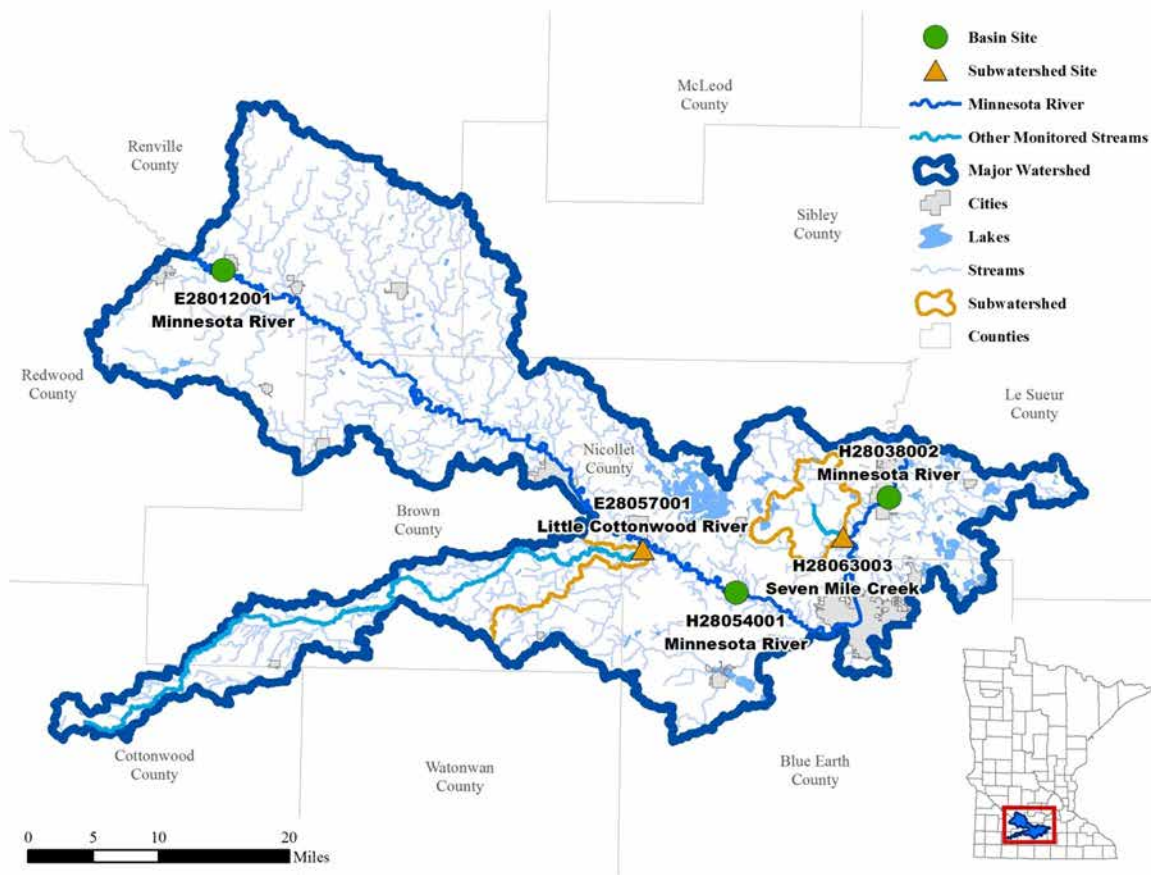 Basin Site
Subwatershed Site
Minnesota River
Other Monitored Streams
Major Watershed
Cities
Lakes
Streams
Subwatershed
Counties
McLeod
County
Renville
County
Sibley
County
E28012001
Minnesota River
Redwood
County
Le Sueur
County
Nicollet
County
H28038002
Minnesota River
E28057001
Little Cottonwood River
Brown
County
H28063003
Seven Mile Creek
H28054001
Minnesota River
Cottonwood
County
Watonwan
County
Blue Earth
County
0 5 10 20
Miles